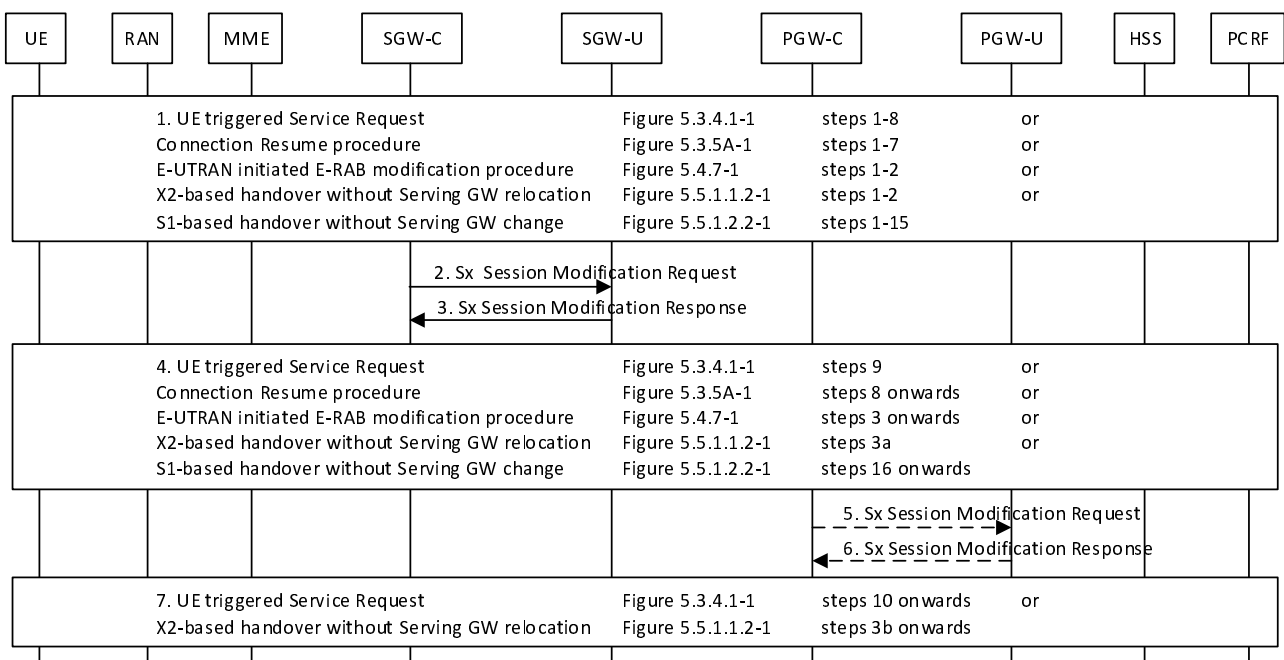 UE RAN MME SGW-C SGW-U PGW-C PGW-U HSS PCRF
1. UE triggered Service Request Figure 5.3.4.1-1 steps 1-8 or
Connection Resume procedure Figure 5.3.5A-1 steps 1-7 or
E-UTRAN initiated E-RAB modification procedure Figure 5.4.7-1 steps 1-2 or
X2-based handover without Serving GW relocation Figure 5.5.1.1.2-1 steps 1-2 or
S1-based handover without Serving GW change Figure 5.5.1.2.2-1 steps 1-15
2. Sx Session Modification Request
3. Sx Session Modification Response
4. UE triggered Service Request Figure 5.3.4.1-1 steps 9 or
Connection Resume procedure Figure 5.3.5A-1 steps 8 onwards or
E-UTRAN initiated E-RAB modification procedure Figure 5.4.7-1 steps 3 onwards or
X2-based handover without Serving GW relocation Figure 5.5.1.1.2-1 steps 3a or
S1-based handover without Serving GW change Figure 5.5.1.2.2-1 steps 16 onwards
5. Sx Session Modification Request
6. Sx Session Modification Response
7. UE triggered Service Request Figure 5.3.4.1-1 steps 10 onwards or
X2-based handover without Serving GW relocation Figure 5.5.1.1.2-1 steps 3b onwards